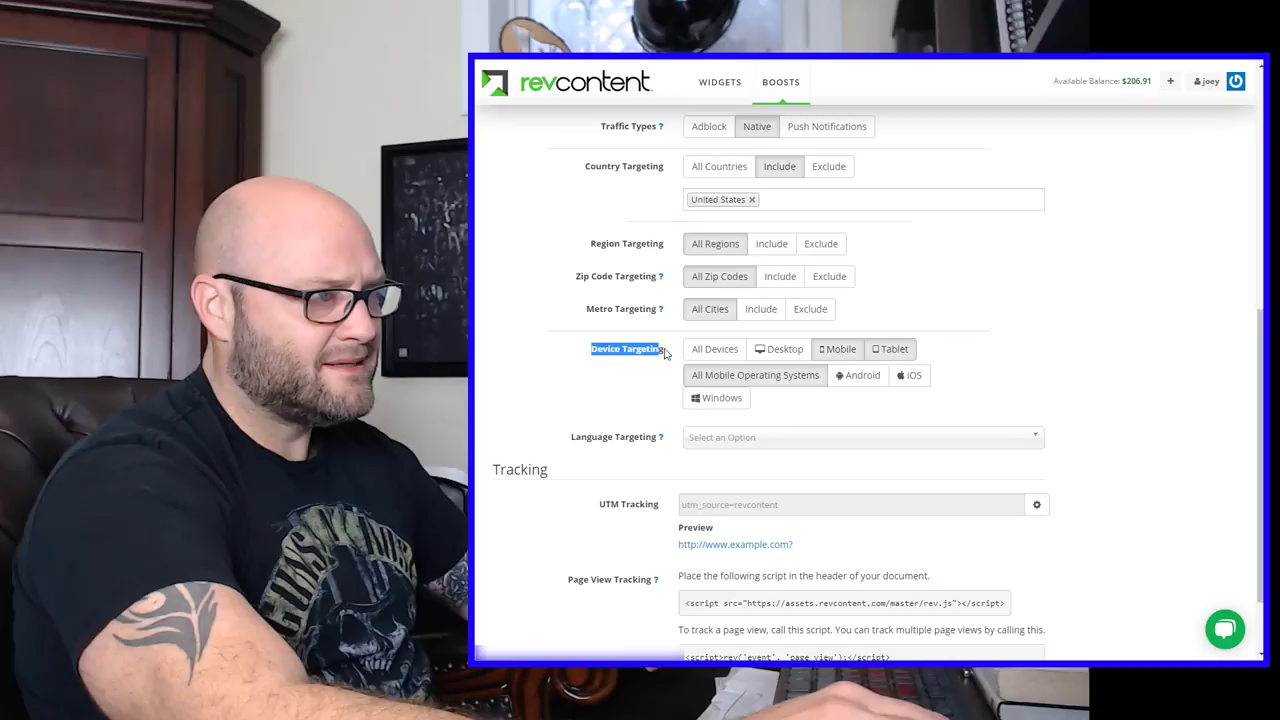 revcontent
WIDGETS
BOOSTS
Available Balance: $206.91
+
joey
Traffic Types ?
Adblock
Native
Push Notifications
Country Targeting
All Countries
Include
Exclude
United States ×
Region Targeting
All Regions
Include
Exclude
Zip Code Targeting ?
All Zip Codes
Include
Exclude
Metro Targeting ?
All Cities
Include
Exclude
Device Targeting
All Devices
Desktop
Mobile
Tablet
All Mobile Operating Systems
Android
iOS
Windows
Language Targeting ?
Select an Option
Tracking
UTM Tracking
utm_source=revcontent
Preview
http://www.example.com?
Page View Tracking ?
Place the following script in the header of your document.
<script src="https://assets.revcontent.com/master/rev.js"></script>
To track a page view, call this script. You can track multiple page views by calling this.
<script>rev('event', 'page_view');</script>
GUNS N'